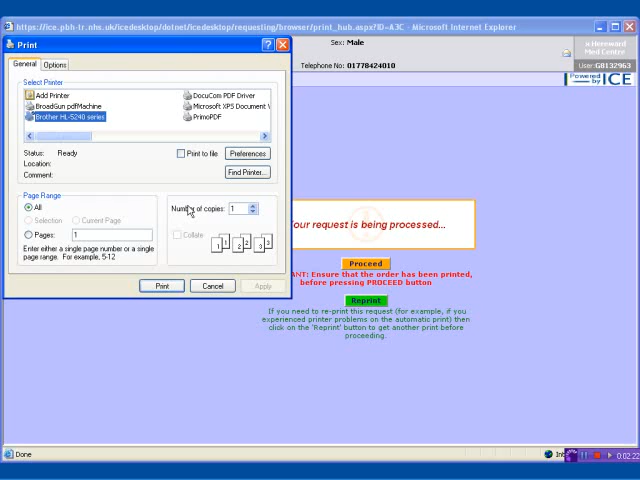 https://ice.pbh-tr.nhs.uk/icedesktop/dotnet/icedesktop/requesting/browser/print_hub.aspx?ID=A3C - Microsoft Internet Explorer
Print
General
Options
Select Printer
Add Printer
BroadGun pdfMachine
Brother HL-5240 series
DocuCom PDF Driver
Microsoft XPS Document
PrimoPDF
Status: Ready
Location:
Comment:
Print to file
Preferences
Find Printer...
Page Range
All
Selection
Current Page
Pages: 1
Enter either a single page number or a single
page range. For example, 5-12
Number of copies: 1
Collate
1 1 2 2 3 3
Print
Cancel
Apply
Sex: Male
Telephone No: 01778424010
Hereward
Med Centre
User:G8132963
Powered
by ICE
our request is being processed...
Proceed
ANT: Ensure that the order has been printed,
before pressing PROCEED button
Reprint
If you need to re-print this request (for example, if you
experienced printer problems on the automatic print) then
click on the 'Reprint' button to get another print before
proceeding.
Done
Int
0:02:22